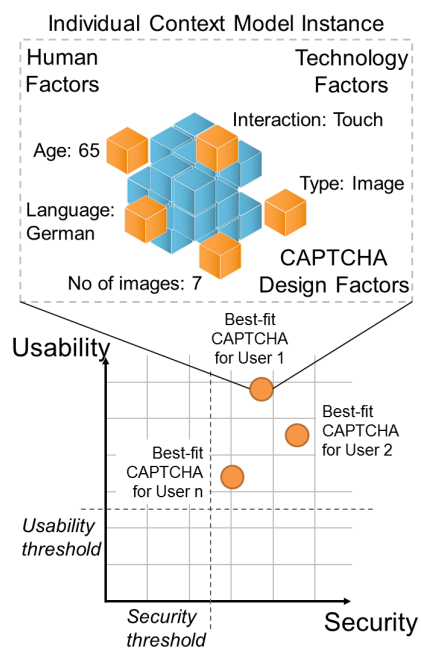 Individual Context Model Instance
Human
Factors
Technology
Factors
Interaction: Touch
Age: 65
Type: Image
Language:
German
CAPTCHA
Design Factors
No of images: 7
Best-fit
CAPTCHA
for User 1
Usability
Best-fit
CAPTCHA
for User 2
Best-fit
CAPTCHA
for User n
Usability
threshold
Security
threshold
Security